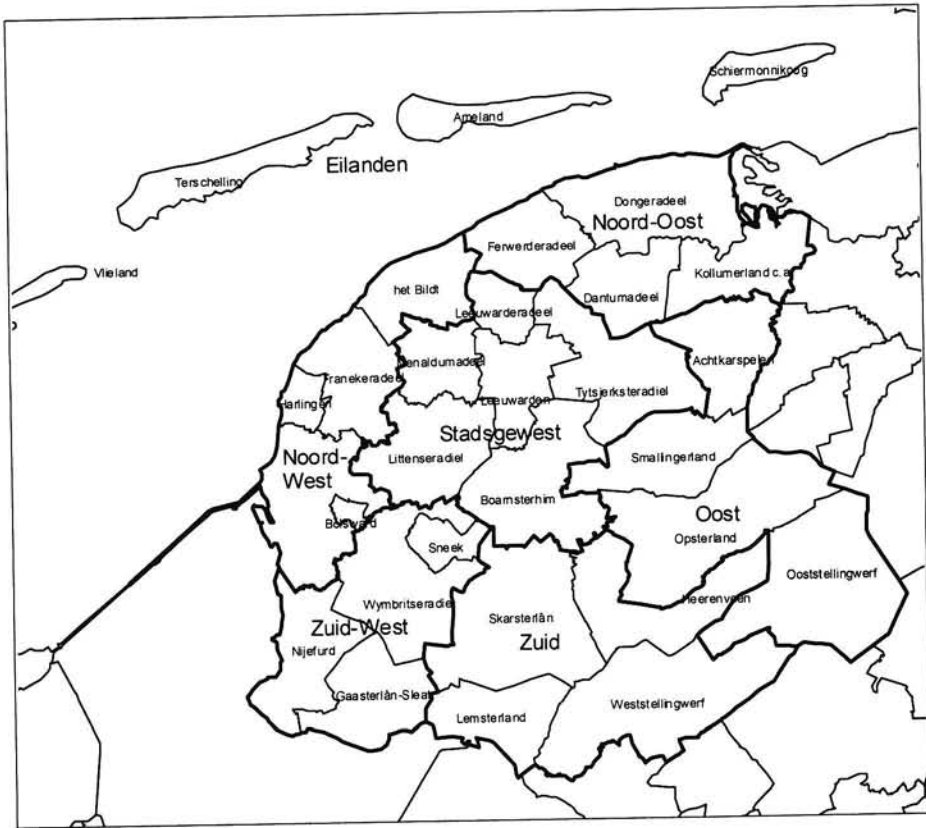 Schiermonnikoog
Ameland
Eilanden
Terschelling
Vlieland
Dongeradeel
Noord-Oost
Ferwerderadeel
Kollumerland c.a.
het Bildt
Dantumadeel
Leeuwarderadeel
Menaldumadeel
Achtkarspelen
Franekeradeel
Tytsjerksteradiel
Harlingen
Leeuwarden
Stadsgewest
Littenseradiel
Smallingerland
Noord-
West
Boarnsterhim
Bolsward
Oost
Opsterland
Sneek
Ooststellingwerf
Heerenveen
Wymbritseradiel
Skarsterlân
Zuid-West
Zuid
Nijefurd
Gaasterlân-Sleat
Weststellingwerf
Lemsterland